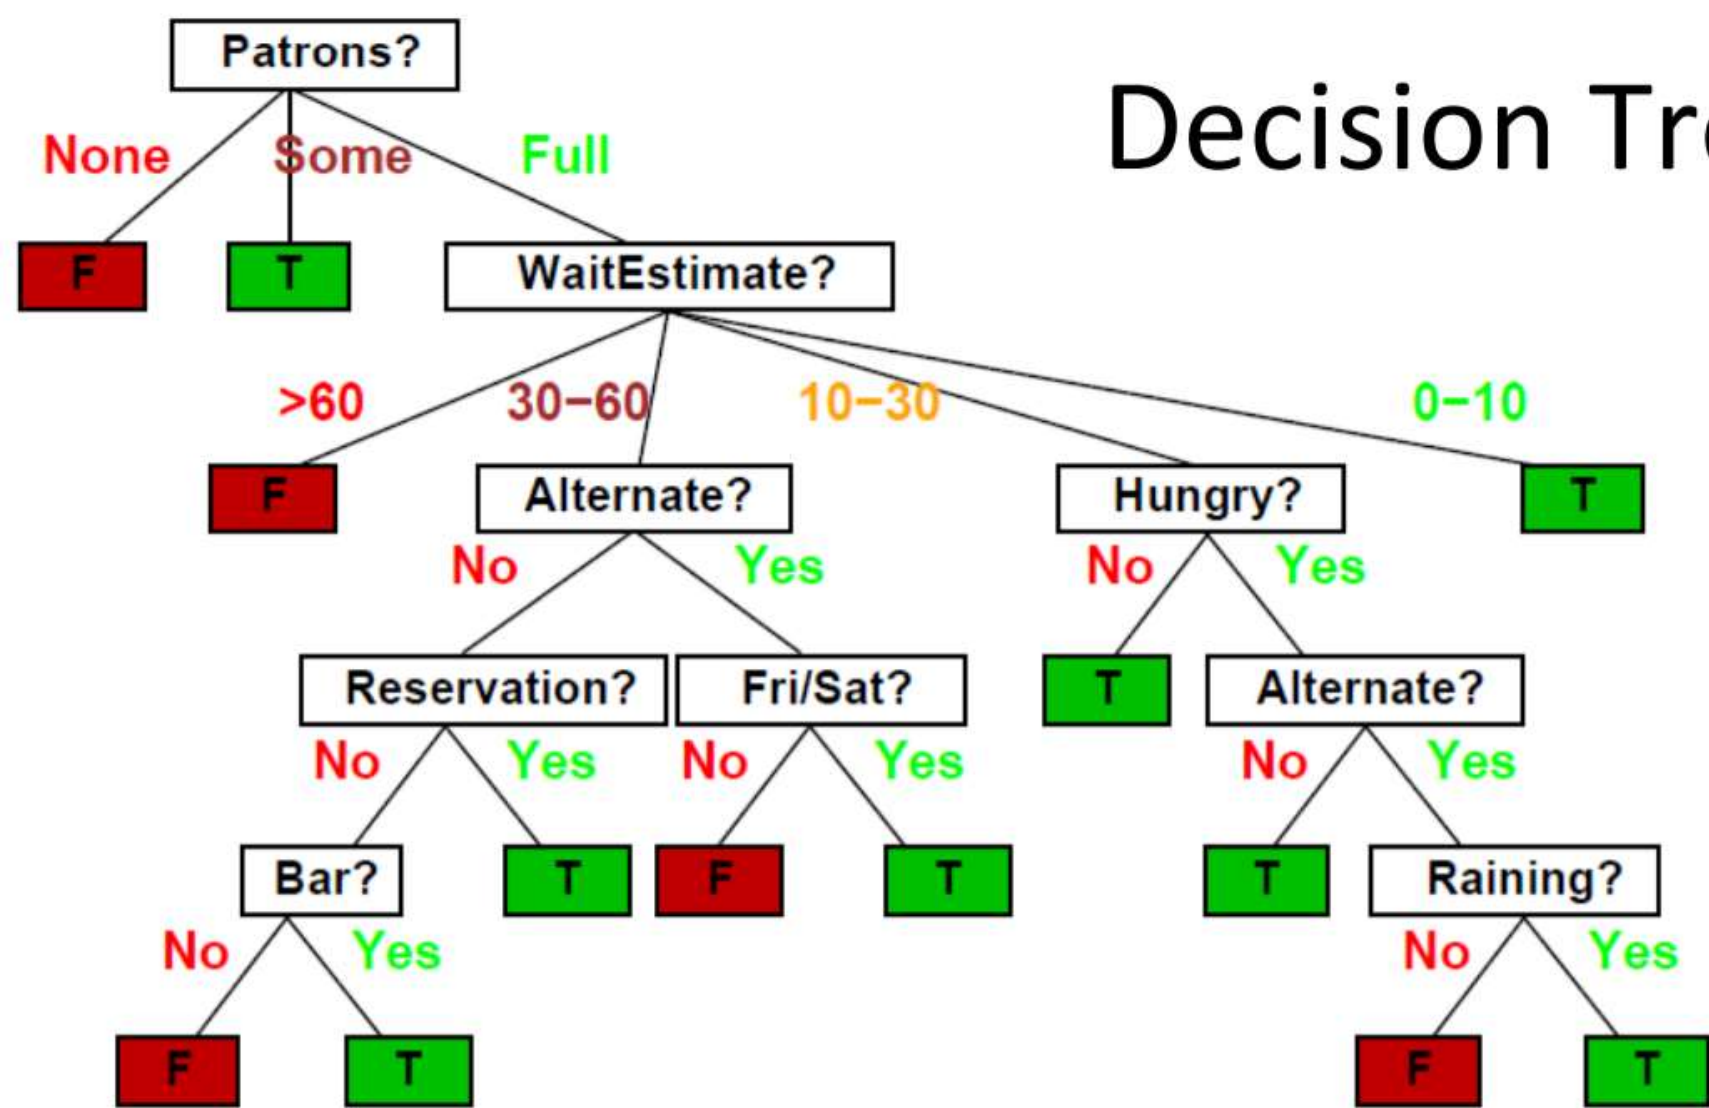 Patrons?
Decision Tre
None Some Full
F T WaitEstimate?
>60 30−60 10−30 0−10
F Alternate? Hungry? T
No Yes No Yes
Reservation? Fri/Sat? T Alternate?
No Yes No Yes No Yes
Bar? T F T T Raining?
No Yes No Yes
F T F T